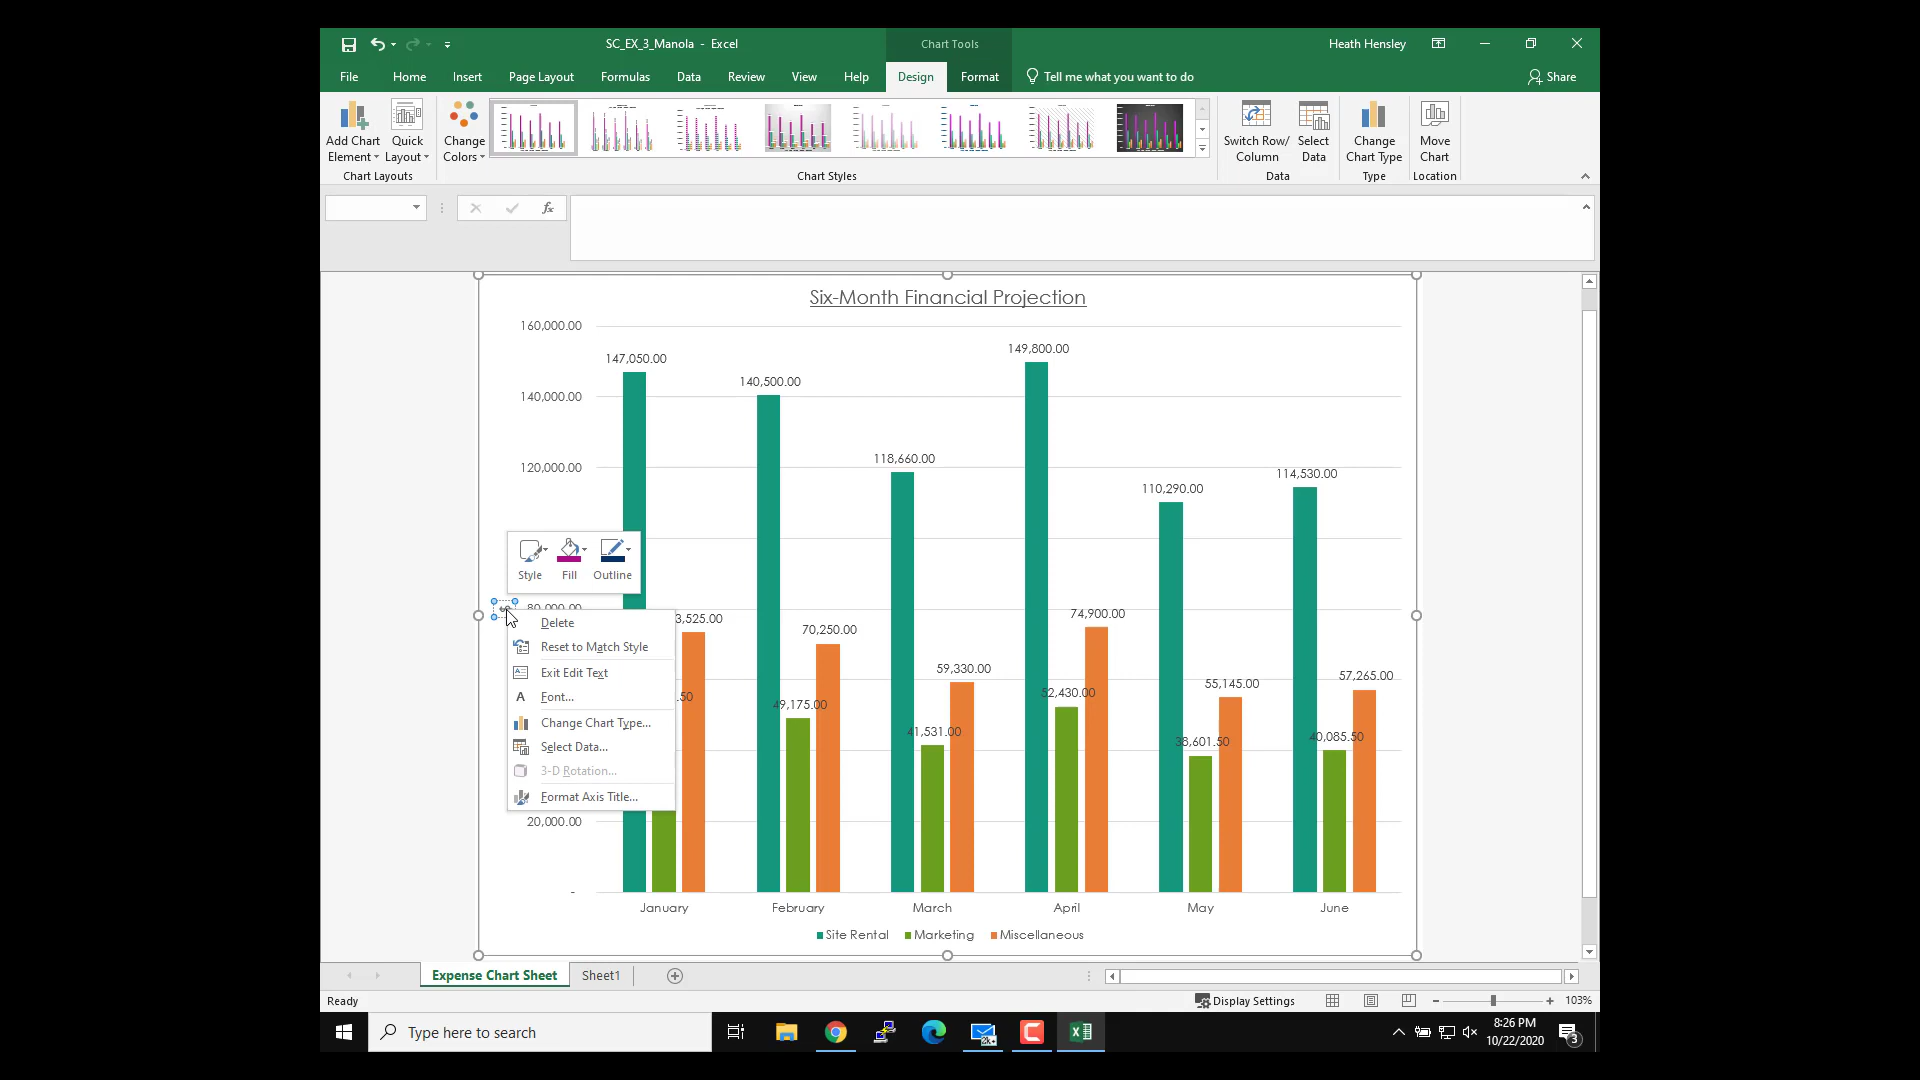 SC_EX_3_Manola - Excel
Chart Tools
Heath Hensley
File Home Insert Page Layout Formulas Data Review View Help Design Format Tell me what you want to do Share
Add Chart Element
Quick Layout
Change Colors
Switch Row/ Column
Select Data
Change Chart Type
Move Chart
Chart Layouts
Chart Styles
Data
Type
Location
fx
Six-Month Financial Projection
160,000.00
149,800.00
147,050.00
140,500.00
140,000.00
118,660.00
120,000.00
114,530.00
110,290.00
Style Fill Outline
80,000.00
Delete
3,525.00
70,250.00
74,900.00
Reset to Match Style
Exit Edit Text
59,330.00
57,265.00
55,145.00
Font...
.50
52,430.00
49,175.00
Change Chart Type...
41,531.00
38,601.50
40,085.50
Select Data...
3-D Rotation...
Format Axis Title...
20,000.00
-
January February March April May June
Site Rental Marketing Miscellaneous
Expense Chart Sheet Sheet1
Ready
Display Settings
103%
Type here to search
8:26 PM
10/22/2020
3